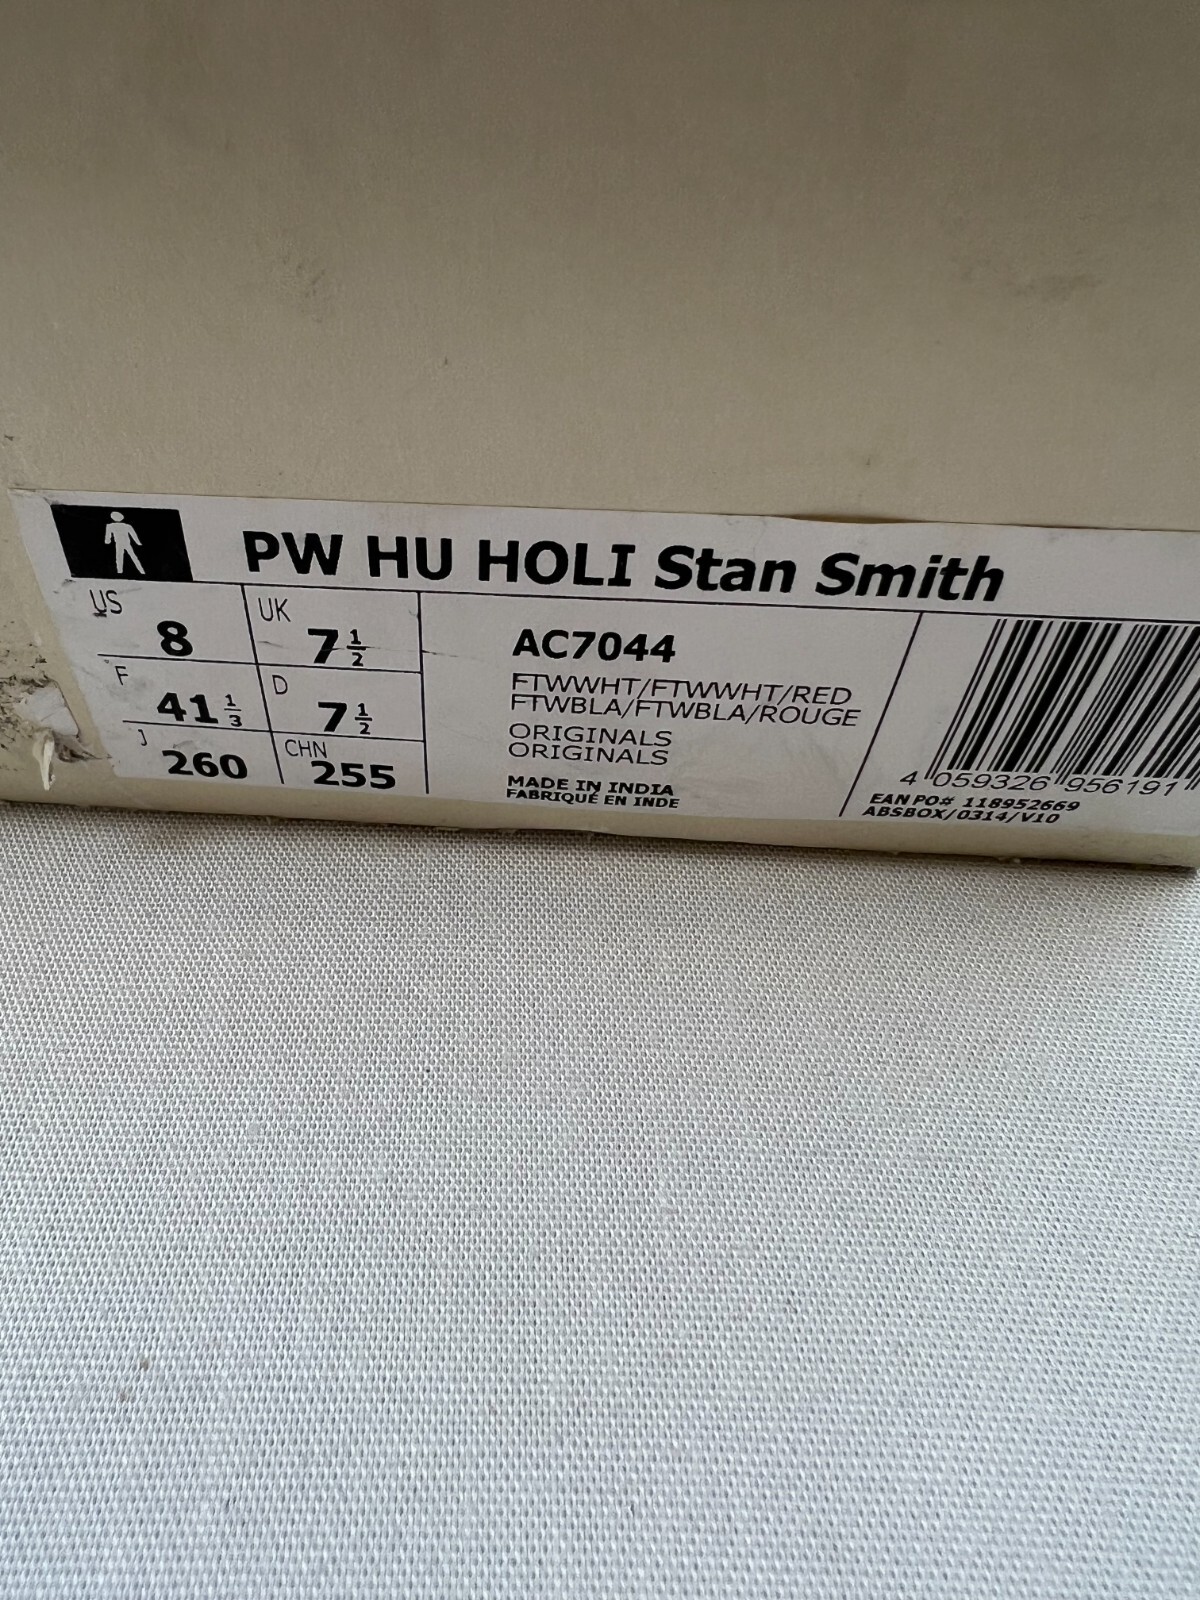 PW HU HOLI Stan Smith
US 8 UK 7 1/2
F 41 1/3 D 7 1/2
J 260 CHN 255
AC7044
FTWWHT/FTWWHT/RED
FTWBLA/FTWBLA/ROUGE
ORIGINALS
ORIGINALS
MADE IN INDIA
FABRIQUÉ EN INDE
4 059326 956191
EAN PO# 118952669
ABSBOX/0314/V10